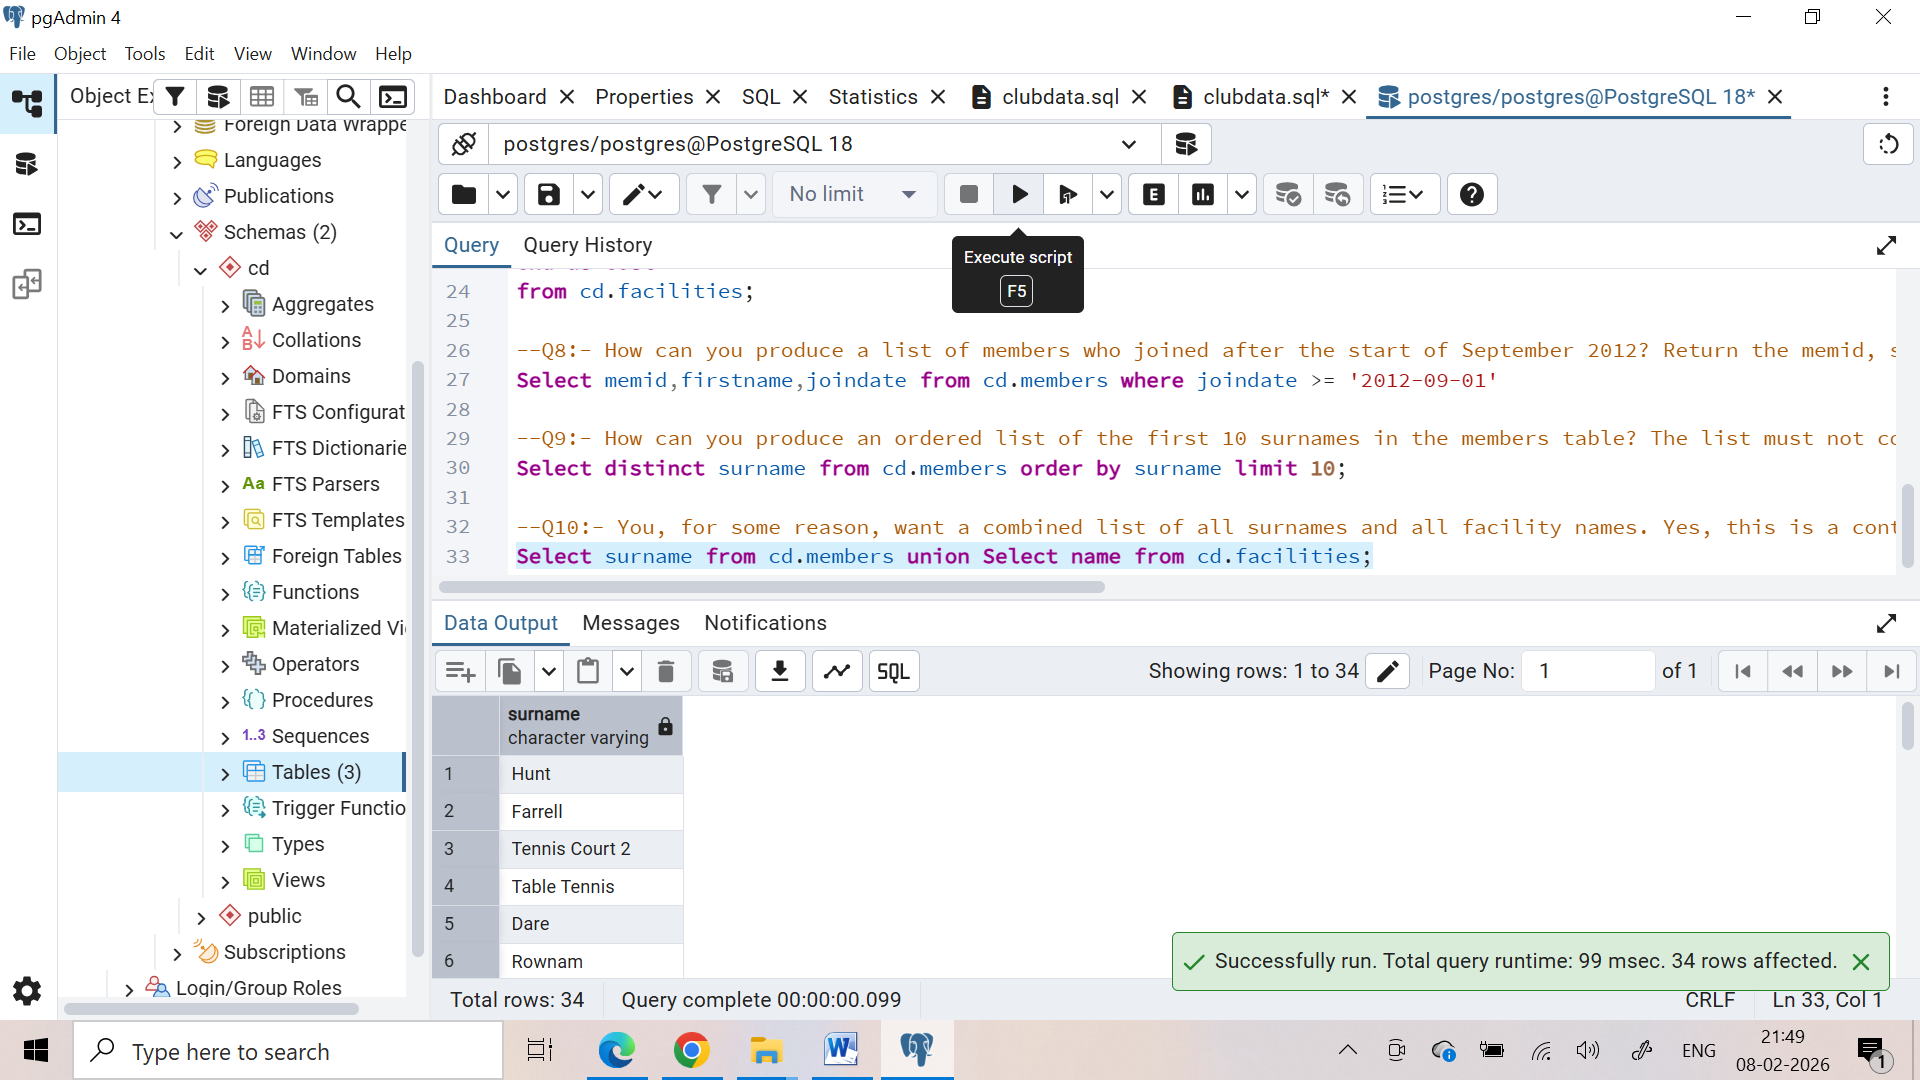 pgAdmin 4
File Object Tools Edit View Window Help
Object Ex
Dashboard Properties SQL Statistics clubdata.sql clubdata.sql* postgres/postgres@PostgreSQL 18*
Foreign Data Wrappe
Languages
Publications
Schemas (2)
cd
Aggregates
Collations
Domains
FTS Configurat
FTS Dictionarie
Aa FTS Parsers
FTS Templates
Foreign Tables
Functions
Materialized Vi
Operators
Procedures
1..3 Sequences
Tables (3)
Trigger Functio
Types
Views
public
Subscriptions
Login/Group Roles
postgres/postgres@PostgreSQL 18
No limit
E
Query Query History
Execute script
F5
24 from cd.facilities;
25
26 --Q8:- How can you produce a list of members who joined after the start of September 2012? Return the memid, s
27 Select memid,firstname,joindate from cd.members where joindate >= '2012-09-01'
28
29 --Q9:- How can you produce an ordered list of the first 10 surnames in the members table? The list must not co
30 Select distinct surname from cd.members order by surname limit 10;
31
32 --Q10:- You, for some reason, want a combined list of all surnames and all facility names. Yes, this is a cont
33 Select surname from cd.members union Select name from cd.facilities;
Data Output Messages Notifications
SQL Showing rows: 1 to 34 Page No: 1 of 1
surname
character varying
1 Hunt
2 Farrell
3 Tennis Court 2
4 Table Tennis
5 Dare
6 Rownam
Successfully run. Total query runtime: 99 msec. 34 rows affected.
Total rows: 34 Query complete 00:00:00.099 CRLF Ln 33, Col 1
Type here to search
ENG
21:49
08-02-2026
1